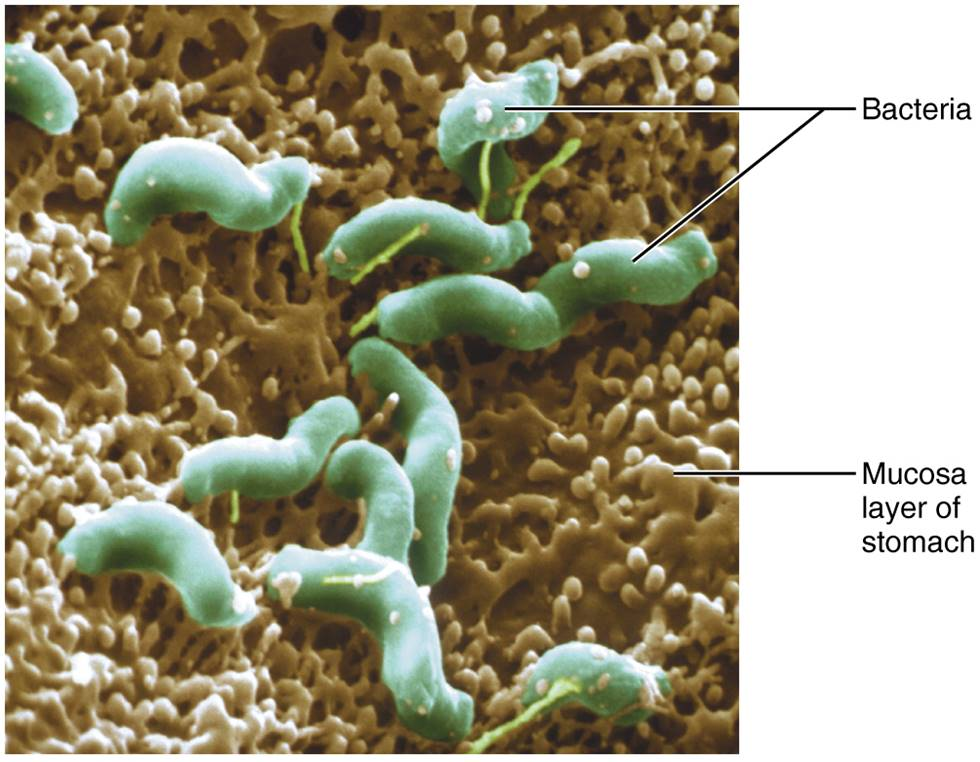 Bacteria
Mucosa
layer of
stomach